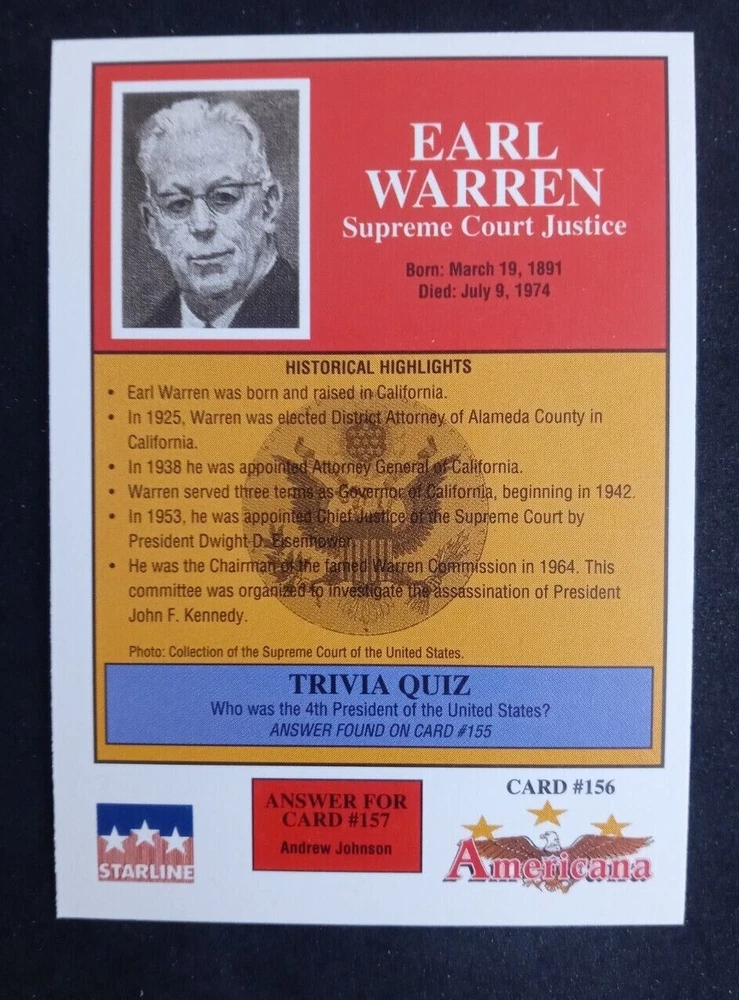 EARL
WARREN
Supreme Court Justice
Born: March 19, 1891
Died: July 9, 1974
HISTORICAL HIGHLIGHTS
• Earl Warren was born and raised in California.
• In 1925, Warren was elected District Attorney of Alameda County in
California.
• In 1938 he was appointed Attorney General of California.
• Warren served three terms as Governor of California, beginning in 1942.
• In 1953, he was appointed Chief Justice of the Supreme Court by
President Dwight D. Eisenhower.
• He was the Chairman of the famed Warren Commission in 1964. This
committee was organized to investigate the assassination of President
John F. Kennedy.
Photo: Collection of the Supreme Court of the United States.
TRIVIA QUIZ
Who was the 4th President of the United States?
ANSWER FOUND ON CARD #155
STARLINE
ANSWER FOR
CARD #157
Andrew Johnson
CARD #156
Americana